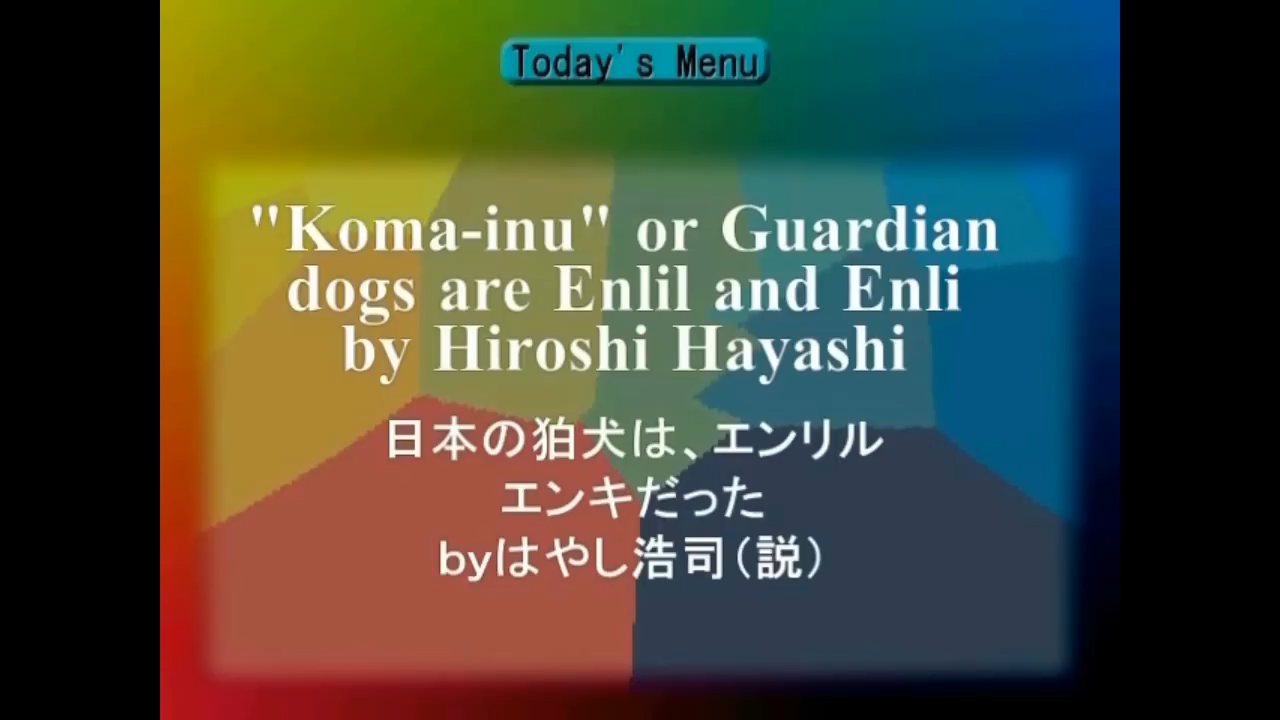 Today's Menu
"Koma-inu" or Guardian
dogs are Enlil and Enli
by Hiroshi Hayashi
日本の狛犬は、エンリル
エンキだった
byはやし浩司（説）